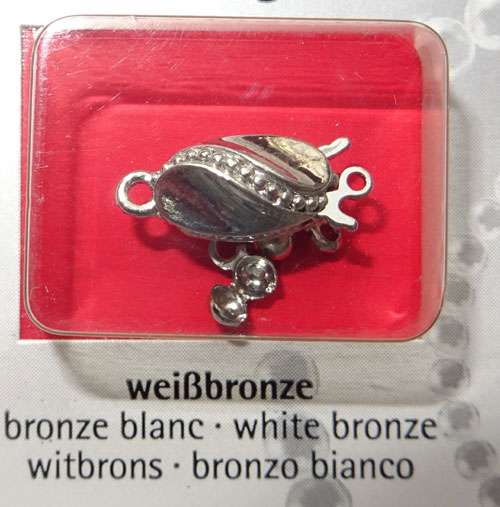 weißbronze
bronze blanc · white bronze
witbrons · bronzo bianco